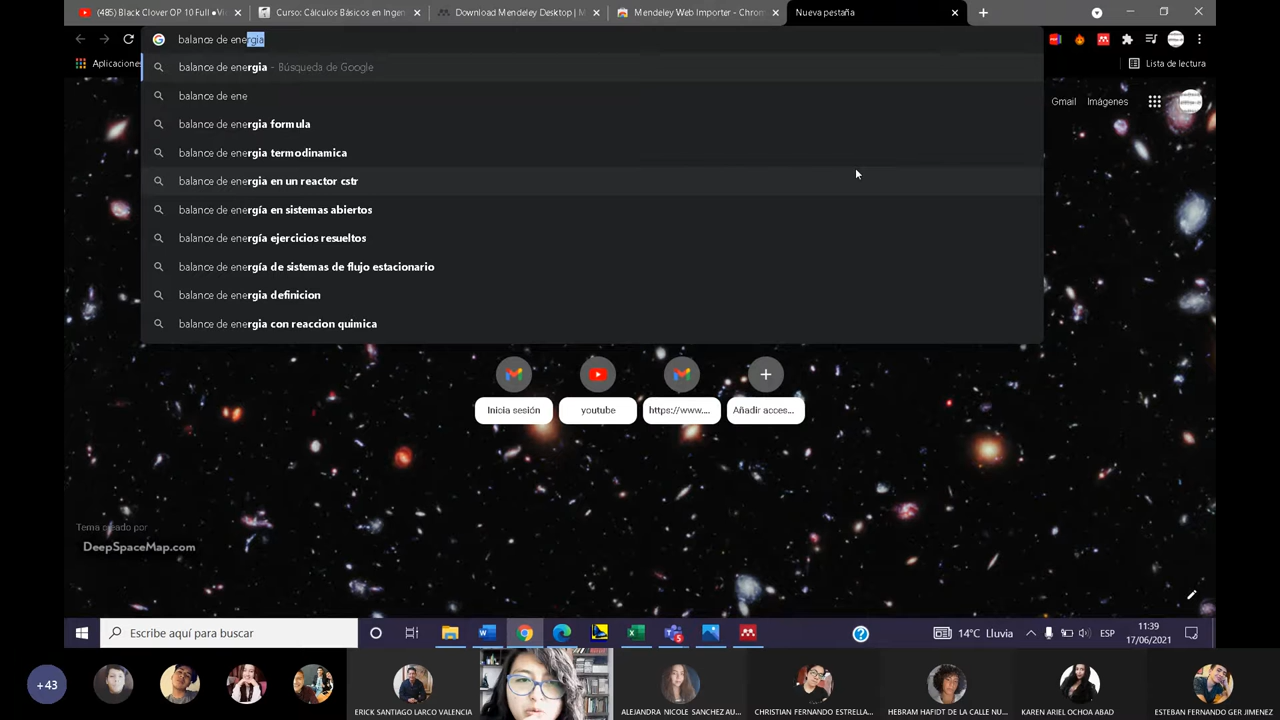 (485) Black Clover OP 10 Full ●Vi
Curso: Cálculos Básicos en Ingen
Download Mendeley Desktop | M
Mendeley Web Importer - Chrom
Nueva pestaña
balance de energia
Aplicaciones
Lista de lectura
balance de energia - Búsqueda de Google
balance de ene
balance de energia formula
balance de energia termodinamica
balance de energia en un reactor cstr
balance de energía en sistemas abiertos
balance de energía ejercicios resueltos
balance de energía de sistemas de flujo estacionario
balance de energia definicion
balance de energia con reaccion quimica
Gmail
Imágenes
Inicia sesión
youtube
https://www....
Añadir acces...
Tema creado por
DeepSpaceMap.com
Escribe aquí para buscar
14°C Lluvia
ESP
11:39
17/06/2021
+43
ERICK SANTIAGO LARCO VALENCIA
ALEJANDRA NICOLE SANCHEZ AU...
CHRISTIAN FERNANDO ESTRELLA...
HEBRAM HAFIDT DE LA CALLE NU...
KAREN ARIEL OCHOA ABAD
ESTEBAN FERNANDO GER JIMENEZ